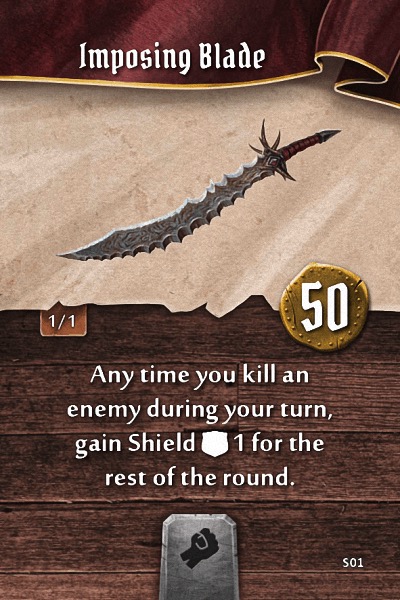 Imposing Blade
1/1
50
Any time you kill an
enemy during your turn,
gain Shield 1 for the
rest of the round.
S01